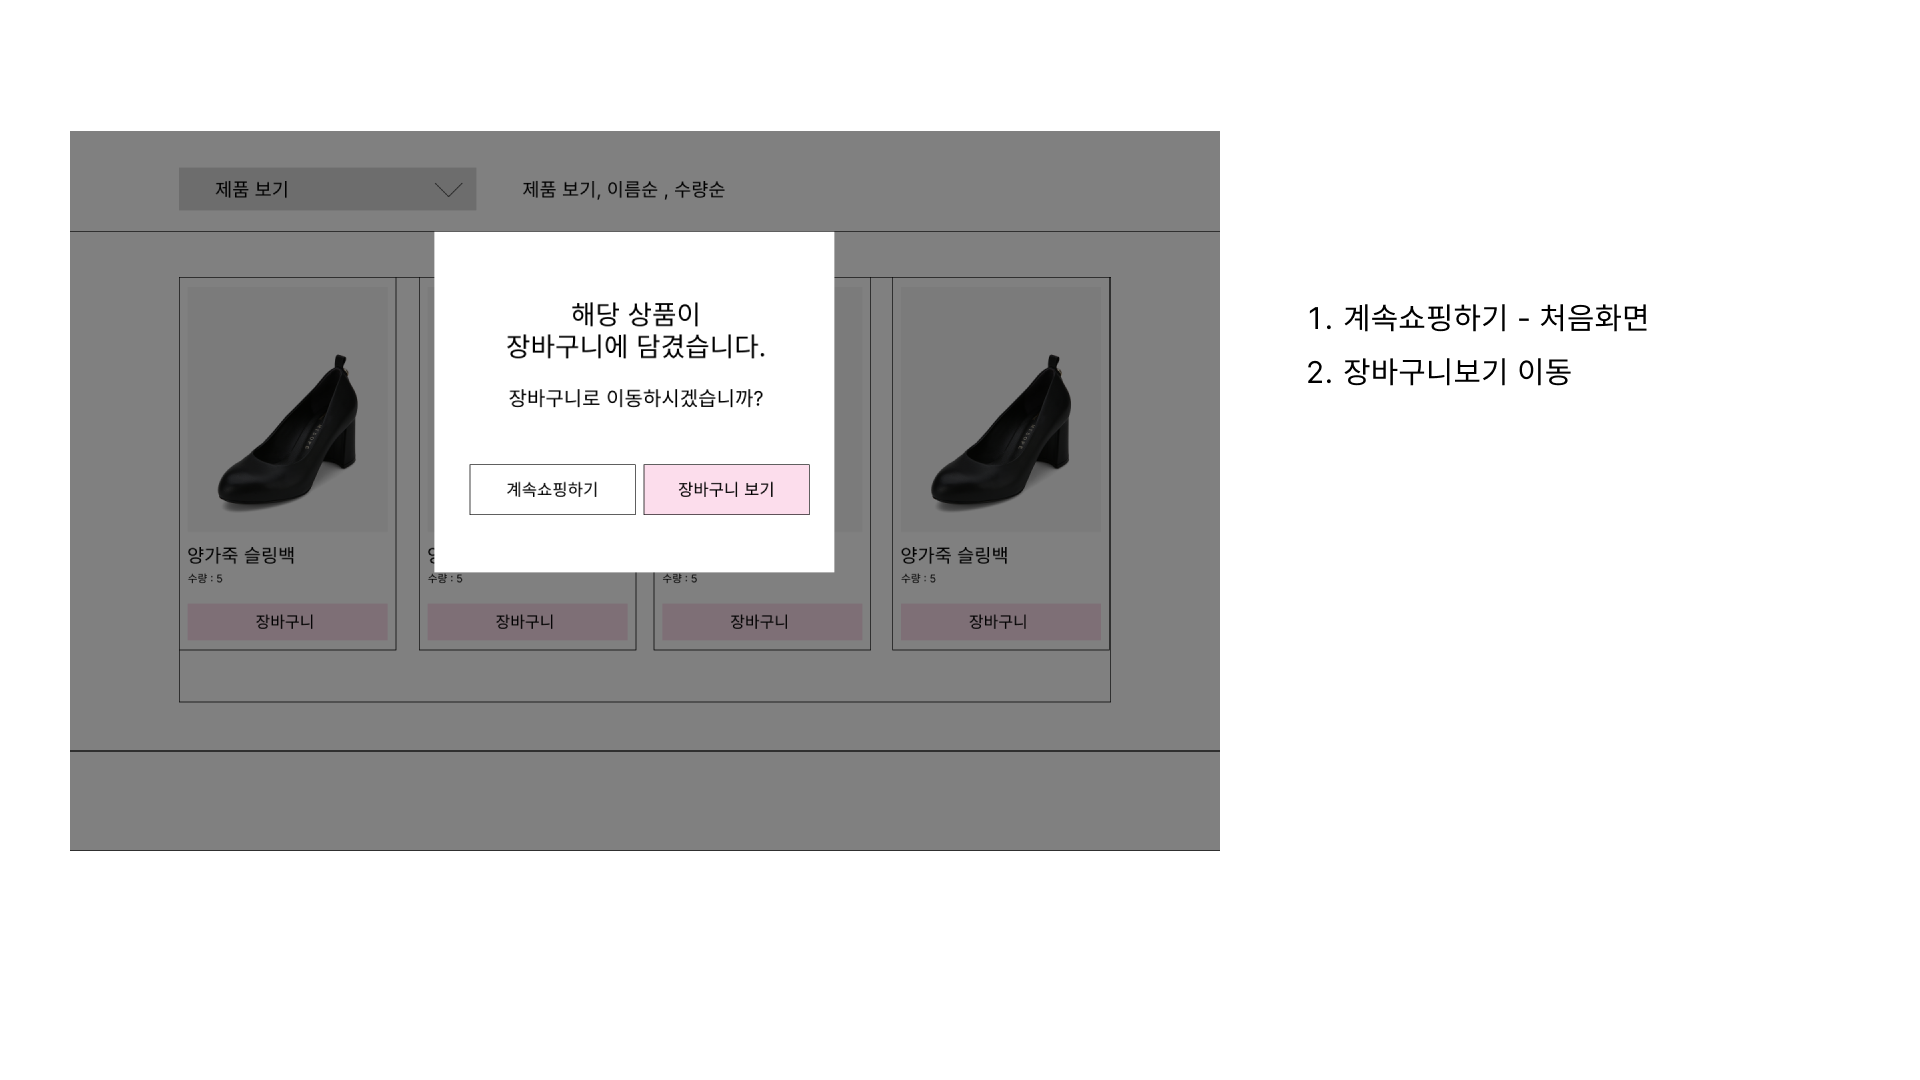 제품 보기
제품 보기, 이름순 , 수량순
해당 상품이
장바구니에 담겼습니다.
장바구니로 이동하시겠습니까?
계속쇼핑하기
장바구니 보기
양가죽 슬링백
수량 : 5
장바구니
수량 : 5
장바구니
수량 : 5
장바구니
양가죽 슬링백
수량 : 5
장바구니
1. 계속쇼핑하기 - 처음화면
2. 장바구니보기 이동